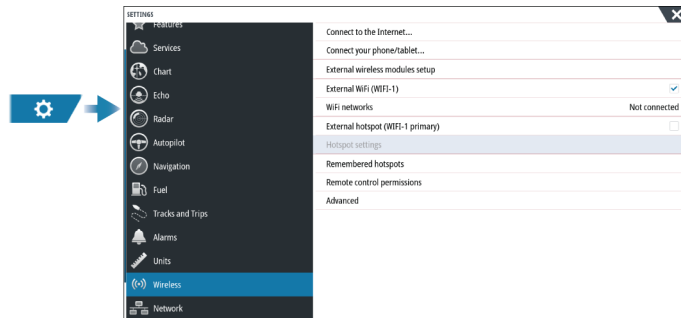 SETTINGS
Features
Services
Chart
Echo
Radar
Autopilot
Navigation
Fuel
Tracks and Trips
Alarms
Units
Wireless
Network
Connect to the Internet...
Connect your phone/tablet...
External wireless modules setup
External WiFi (WIFI-1)
WiFi networks Not connected
External hotspot (WIFI-1 primary)
Hotspot settings
Remembered hotspots
Remote control permissions
Advanced